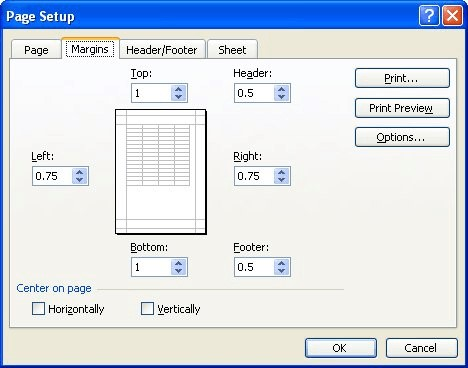 Page Setup
Page Margins Header/Footer Sheet
Top: Header:
1 0.5
Print...
Print Preview
Options...
Left: Right:
0.75 0.75
Bottom: Footer:
1 0.5
Center on page
Horizontally Vertically
OK Cancel